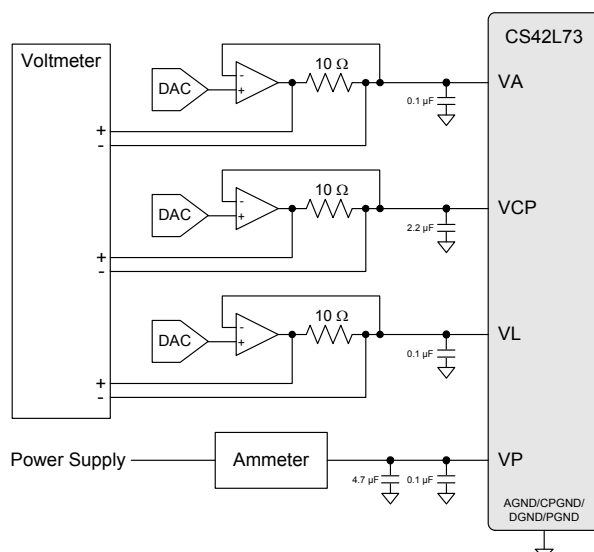 CS42L73
Voltmeter
10 Ω
DAC
-
+
VA
0.1 µF
+
-
10 Ω
DAC
-
+
VCP
2.2 µF
+
-
10 Ω
DAC
-
+
VL
0.1 µF
+
-
Power Supply
Ammeter
VP
4.7 µF
0.1 µF
AGND/CPGND/
DGND/PGND